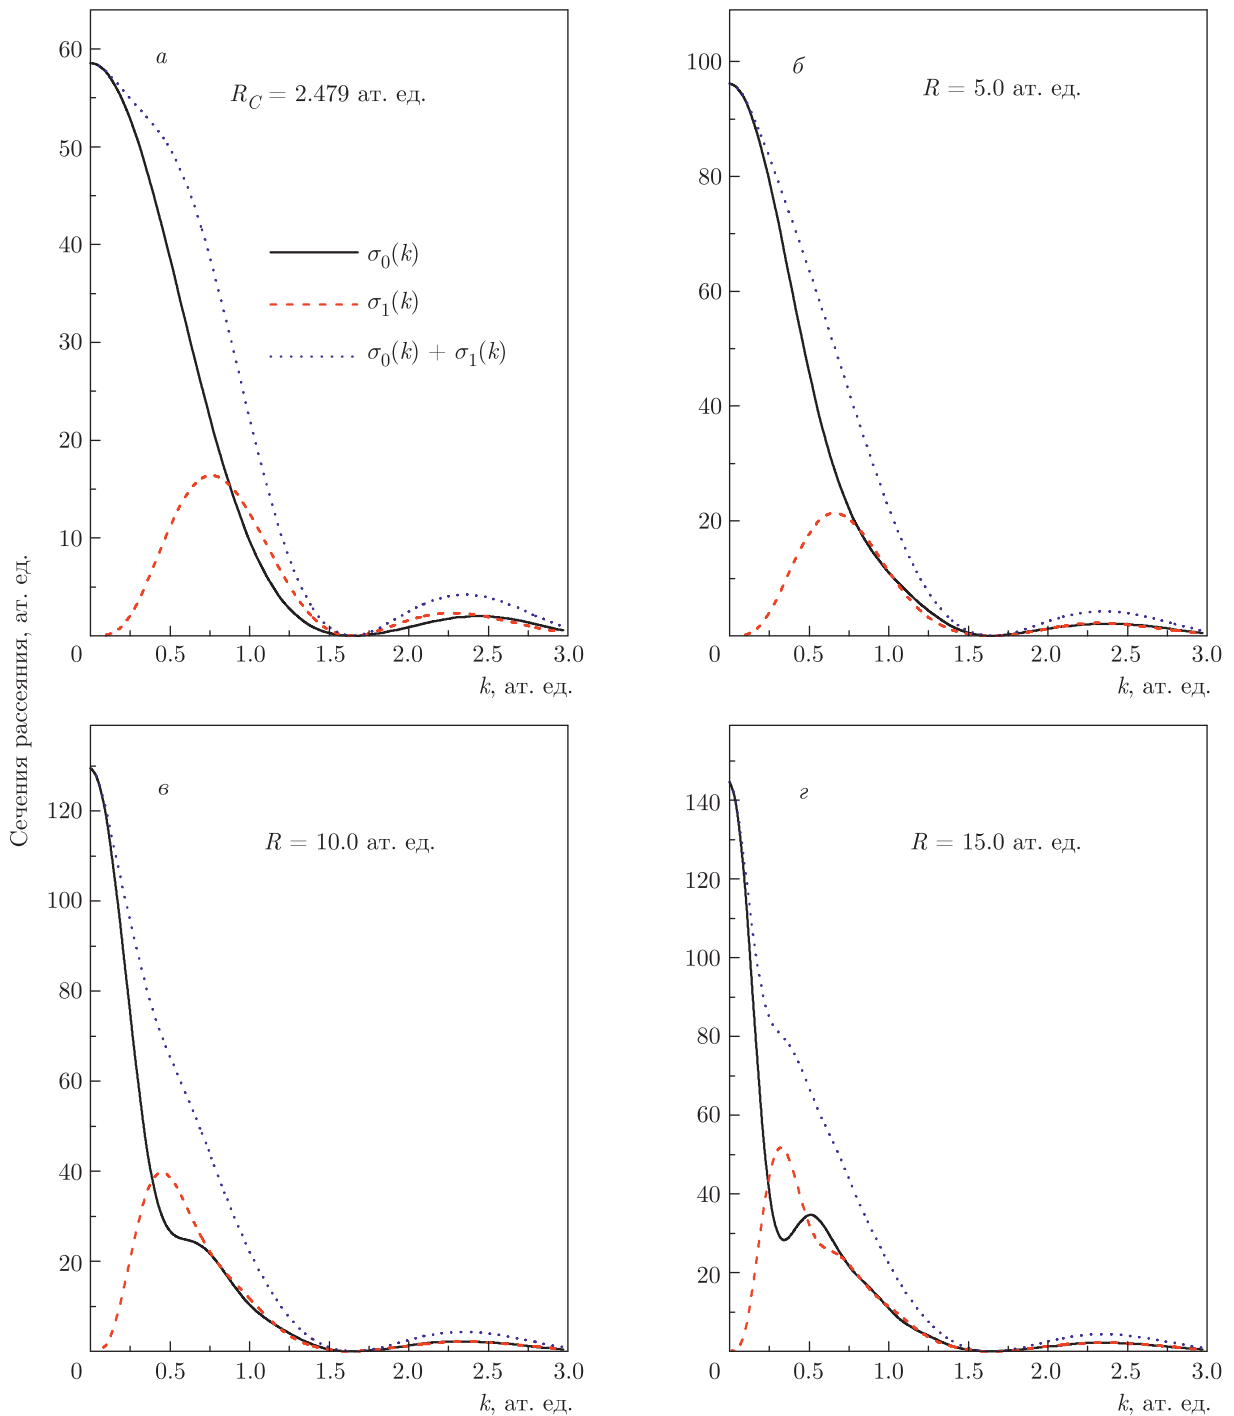 Сечения рассеяния, ат. ед.
а
R_C = 2.479 ат. ед.
σ₀(k)
σ₁(k)
σ₀(k) + σ₁(k)
60
50
40
30
20
10
0 0.5 1.0 1.5 2.0 2.5 3.0
k, ат. ед.
б
R = 5.0 ат. ед.
100
80
60
40
20
0 0.5 1.0 1.5 2.0 2.5 3.0
k, ат. ед.
в
R = 10.0 ат. ед.
120
100
80
60
40
20
0 0.5 1.0 1.5 2.0 2.5 3.0
k, ат. ед.
г
R = 15.0 ат. ед.
140
120
100
80
60
40
20
0 0.5 1.0 1.5 2.0 2.5 3.0
k, ат. ед.